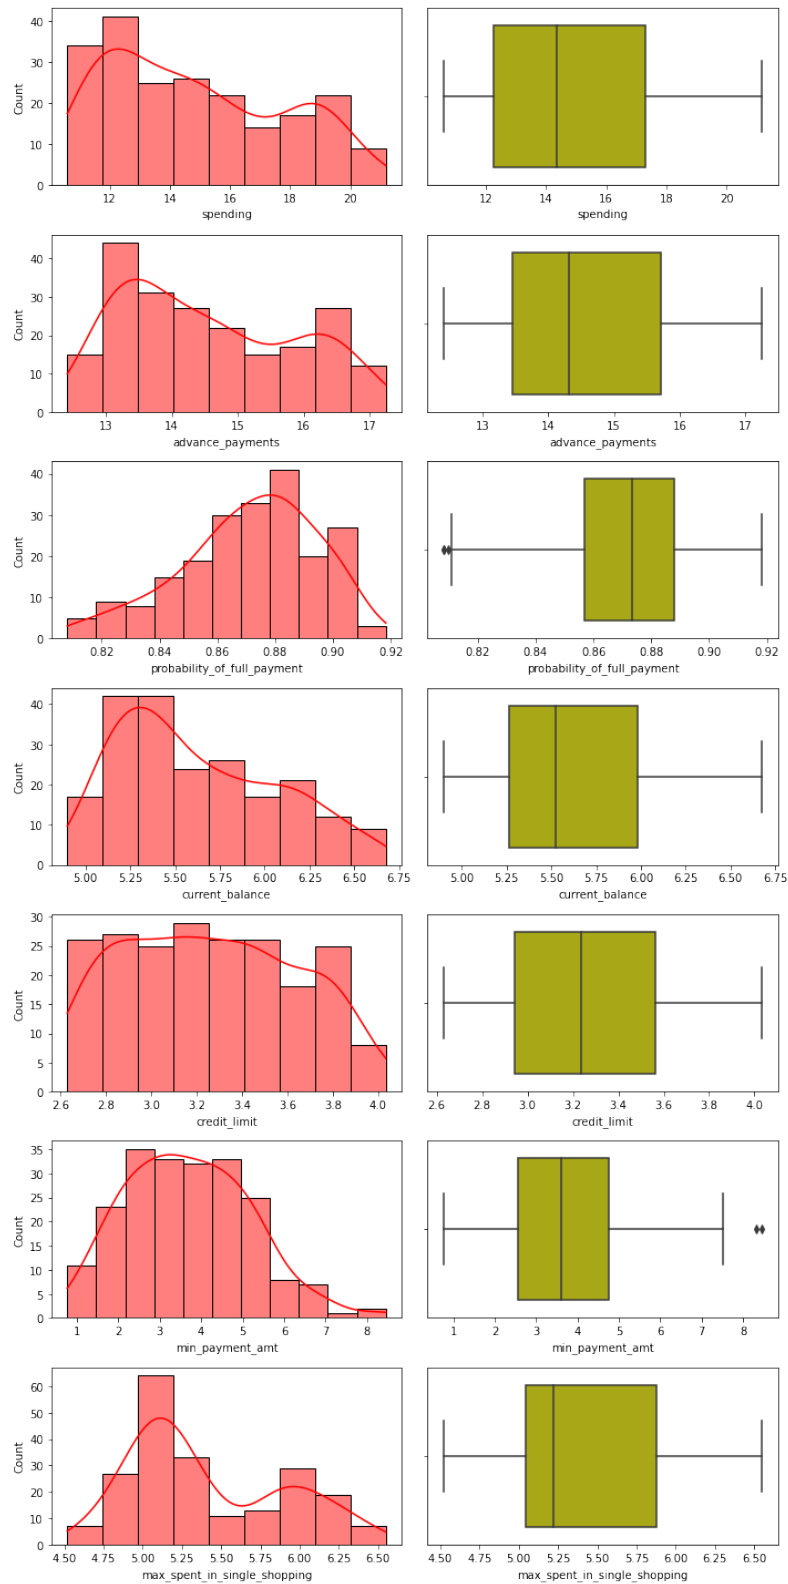 40
30
20
10
0
Count
12 14 16 18 20
spending
12 14 16 18 20
spending
40
30
20
10
0
Count
13 14 15 16 17
advance_payments
13 14 15 16 17
advance_payments
40
30
20
10
0
Count
0.82 0.84 0.86 0.88 0.90 0.92
probability_of_full_payment
0.82 0.84 0.86 0.88 0.90 0.92
probability_of_full_payment
40
30
20
10
0
Count
5.00 5.25 5.50 5.75 6.00 6.25 6.50 6.75
current_balance
5.00 5.25 5.50 5.75 6.00 6.25 6.50 6.75
current_balance
30
25
20
15
10
5
0
Count
2.6 2.8 3.0 3.2 3.4 3.6 3.8 4.0
credit_limit
2.6 2.8 3.0 3.2 3.4 3.6 3.8 4.0
credit_limit
35
30
25
20
15
10
5
0
Count
1 2 3 4 5 6 7 8
min_payment_amt
1 2 3 4 5 6 7 8
min_payment_amt
60
50
40
30
20
10
0
Count
4.50 4.75 5.00 5.25 5.50 5.75 6.00 6.25 6.50
max_spent_in_single_shopping
4.50 4.75 5.00 5.25 5.50 5.75 6.00 6.25 6.50
max_spent_in_single_shopping